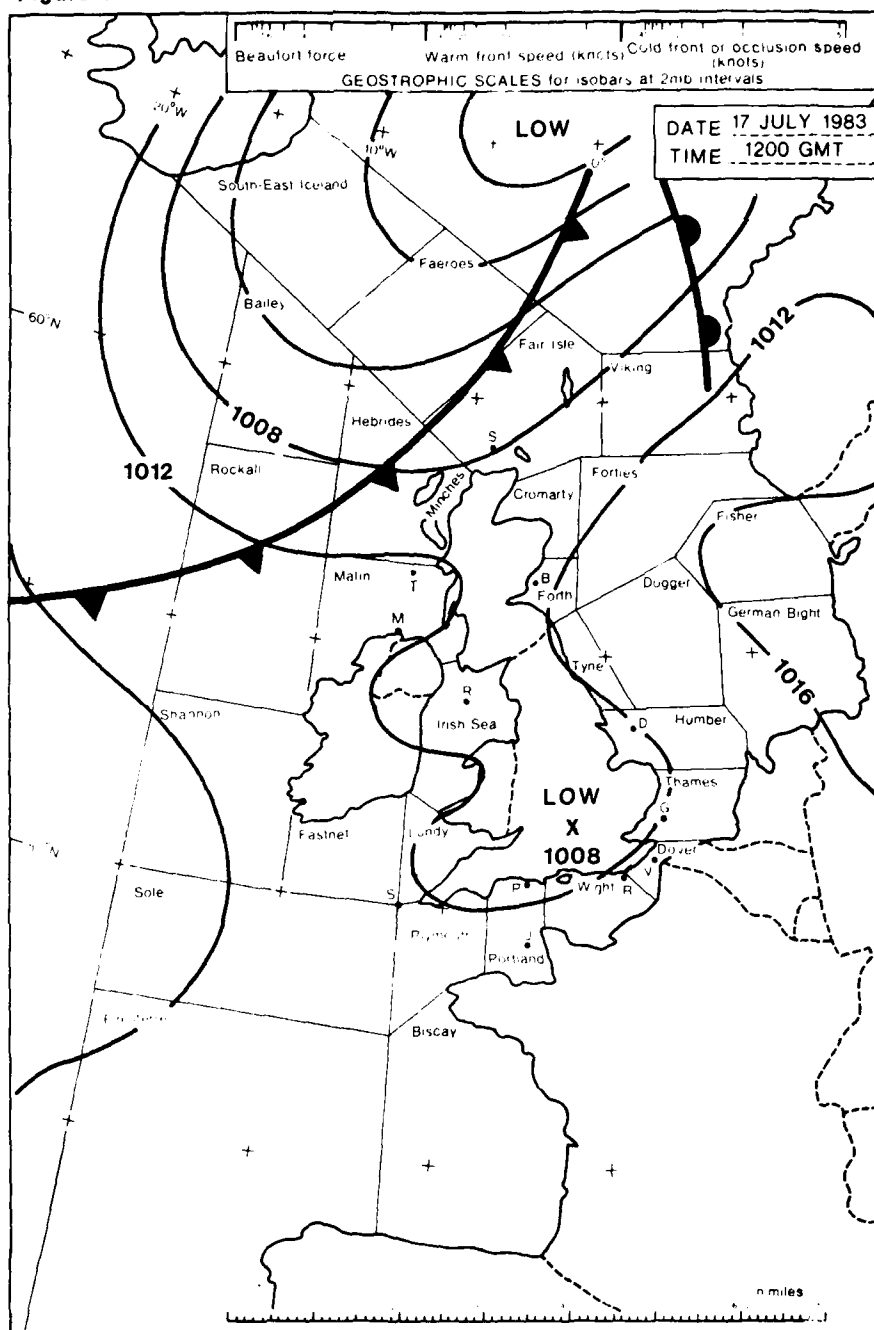 Beaufort force
Warm front speed (knots)
Cold front or occlusion speed (knots)
GEOSTROPHIC SCALES for isobars at 2mb intervals
DATE 17 JULY 1983
TIME 1200 GMT
LOW
20°W
10°W
0°
South-East Iceland
Faeroes
Bailey
60°N
Fair Isle
Viking
1012
1008
Hebrides
1012
Rockall
S
Minches
Cromarty
Forties
Fisher
Malin
T
B
Forth
Dogger
German Bight
M
Tyne
1016
Shannon
R
Irish Sea
D
Humber
Thames
LOW
X
1008
G
Fastnet
Lundy
Dover
V
Sole
S
P
Wight
R
Plymouth
J
Portland
Biscay
n miles